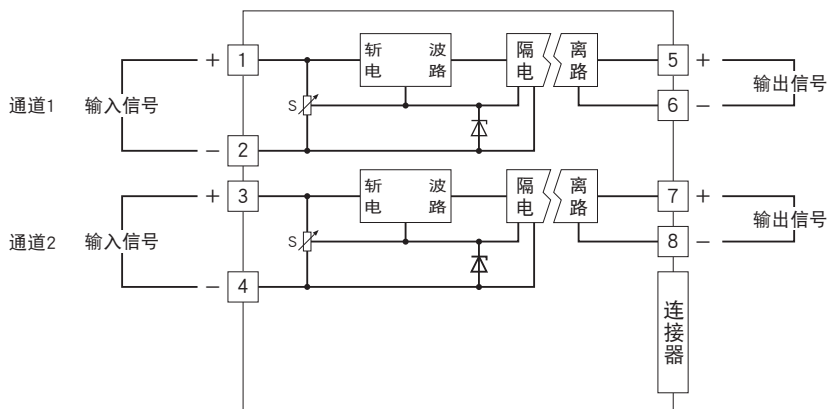 + 1 斩 波 隔 离 5 +
电 路 电 路
通道1 输入信号 S 6 − 输出信号
− 2
+ 3 斩 波 隔 离 7 +
电 路 电 路
通道2 输入信号 S 8 − 输出信号
− 4
连接器